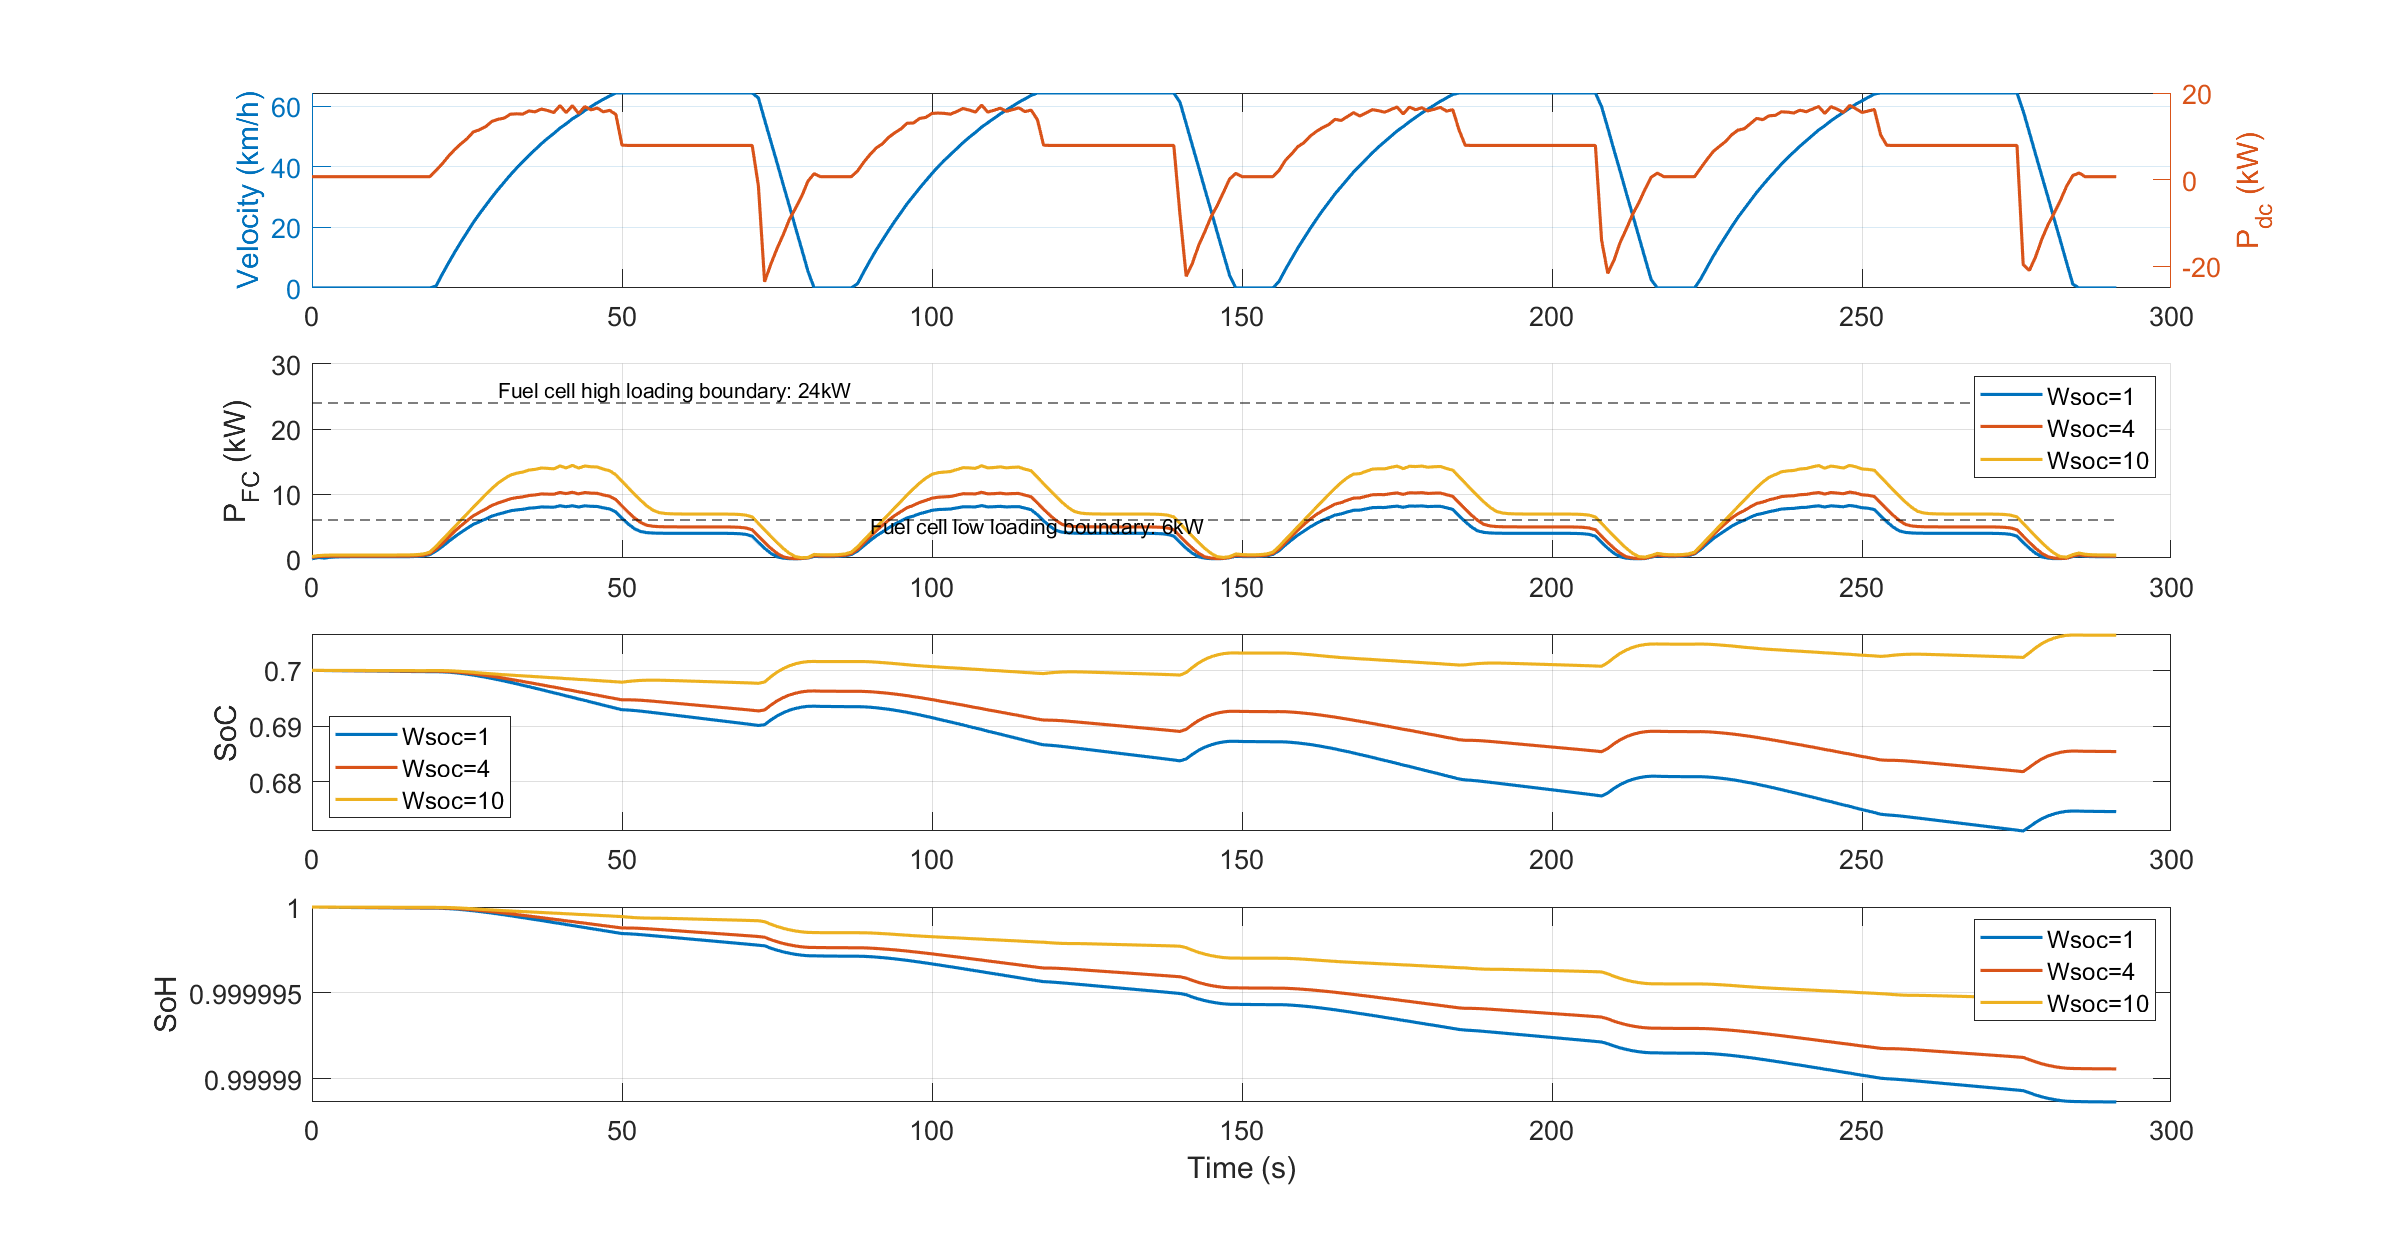 Velocity (km/h)
60
40
20
0
20
0
-20
P_dc (kW)
0 50 100 150 200 250 300
P_FC (kW)
30
20
10
0
Fuel cell high loading boundary: 24kW
Fuel cell low loading boundary: 6kW
Wsoc=1
Wsoc=4
Wsoc=10
0 50 100 150 200 250 300
SoC
0.7
0.69
0.68
Wsoc=1
Wsoc=4
Wsoc=10
0 50 100 150 200 250 300
SoH
1
0.999995
0.99999
Wsoc=1
Wsoc=4
Wsoc=10
0 50 100 150 200 250 300
Time (s)